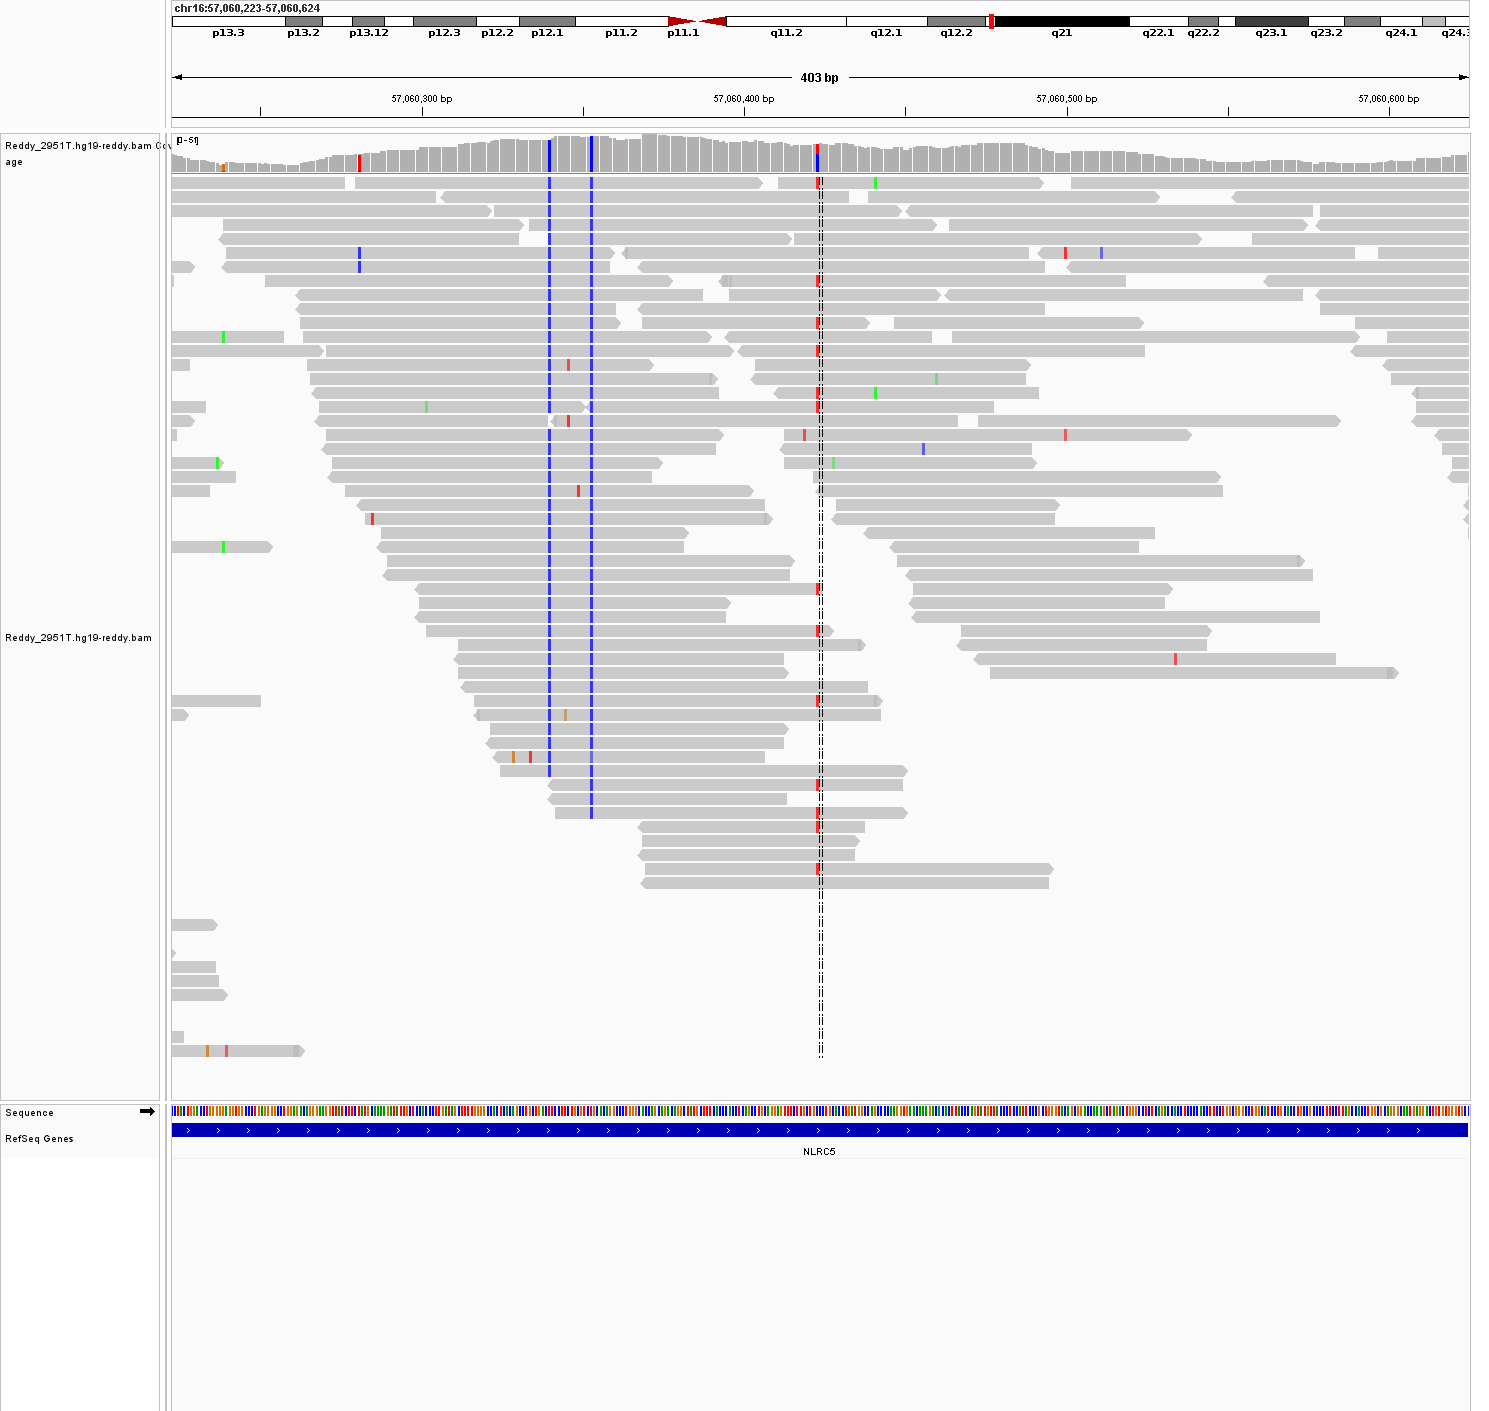 chr16:57,060,223-57,060,624
p13.3 p13.2 p13.12 p12.3 p12.2 p12.1 p11.2 p11.1 q11.2 q12.1 q12.2 q21 q22.1 q22.2 q23.1 q23.2 q24.1
403 bp
57,060,300 bp 57,060,400 bp 57,060,500 bp 57,060,600 bp
[0-51]
Reddy_2951T.hg19-reddy.bam Cov
age
Reddy_2951T.hg19-reddy.bam
Sequence
RefSeq Genes
NLRC5